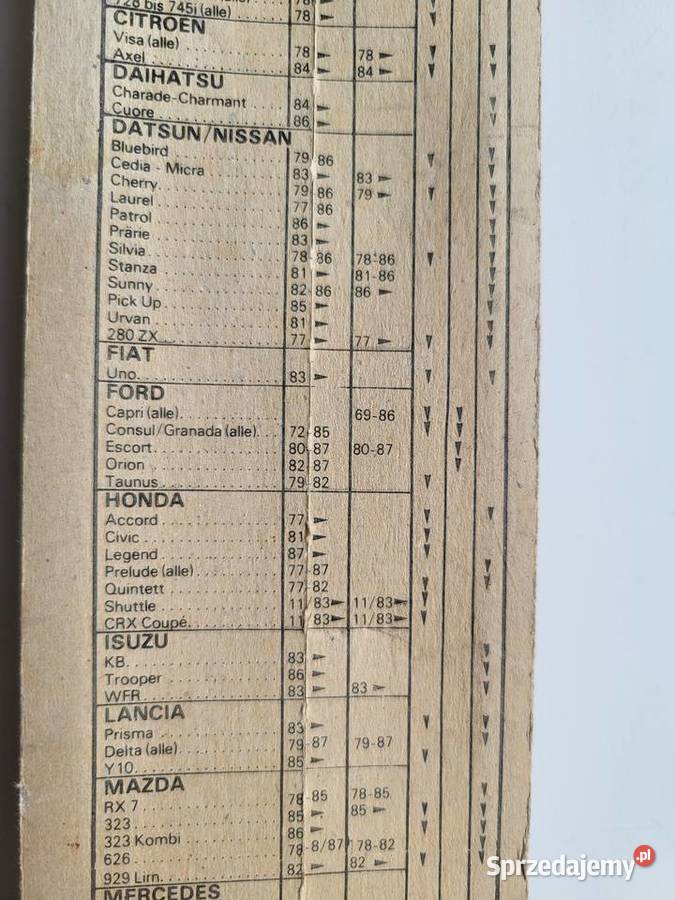 728 bis 745i (alle) 78 ►
CITROEN
Visa (alle) 78 ► 78 ►
Axel 84 ► 84 ►
DAIHATSU
Charade-Charmant 84 ►
Cuore 86 ►
DATSUN/NISSAN
Bluebird 79-86
Cedia - Micra 83 ► 83 ►
Cherry 79-86 79 ►
Laurel 77-86
Patrol 86 ►
Prärie 83 ►
Silvia 78-86 78-86
Stanza 81 ► 81-86
Sunny 82-86 86 ►
Pick Up 85 ►
Urvan 81 ►
280 ZX 77 ► 77 ►
FIAT
Uno 83 ►
FORD
Capri (alle) 69-86
Consul/Granada (alle) 72-85
Escort 80-87 80-87
Orion 82-87
Taunus 79-82
HONDA
Accord 77 ►
Civic 81 ►
Legend 87 ►
Prelude (alle) 77-87
Quintett 77-82
Shuttle 11/83 ► 11/83 ►
CRX Coupé 11/83 ► 11/83 ►
ISUZU
KB 83 ►
Trooper 86 ►
WFR 83 ► 83 ►
LANCIA
Prisma 83 ►
Delta (alle) 79-87 79-87
Y10 85 ►
MAZDA
RX 7 78-85 78-85
323 85 ► 85 ►
323 Kombi 86 ►
626 78-8/87 78-82
929 Lim. 82 ► 82 ►
MERCEDES
Sprzedajemy.pl